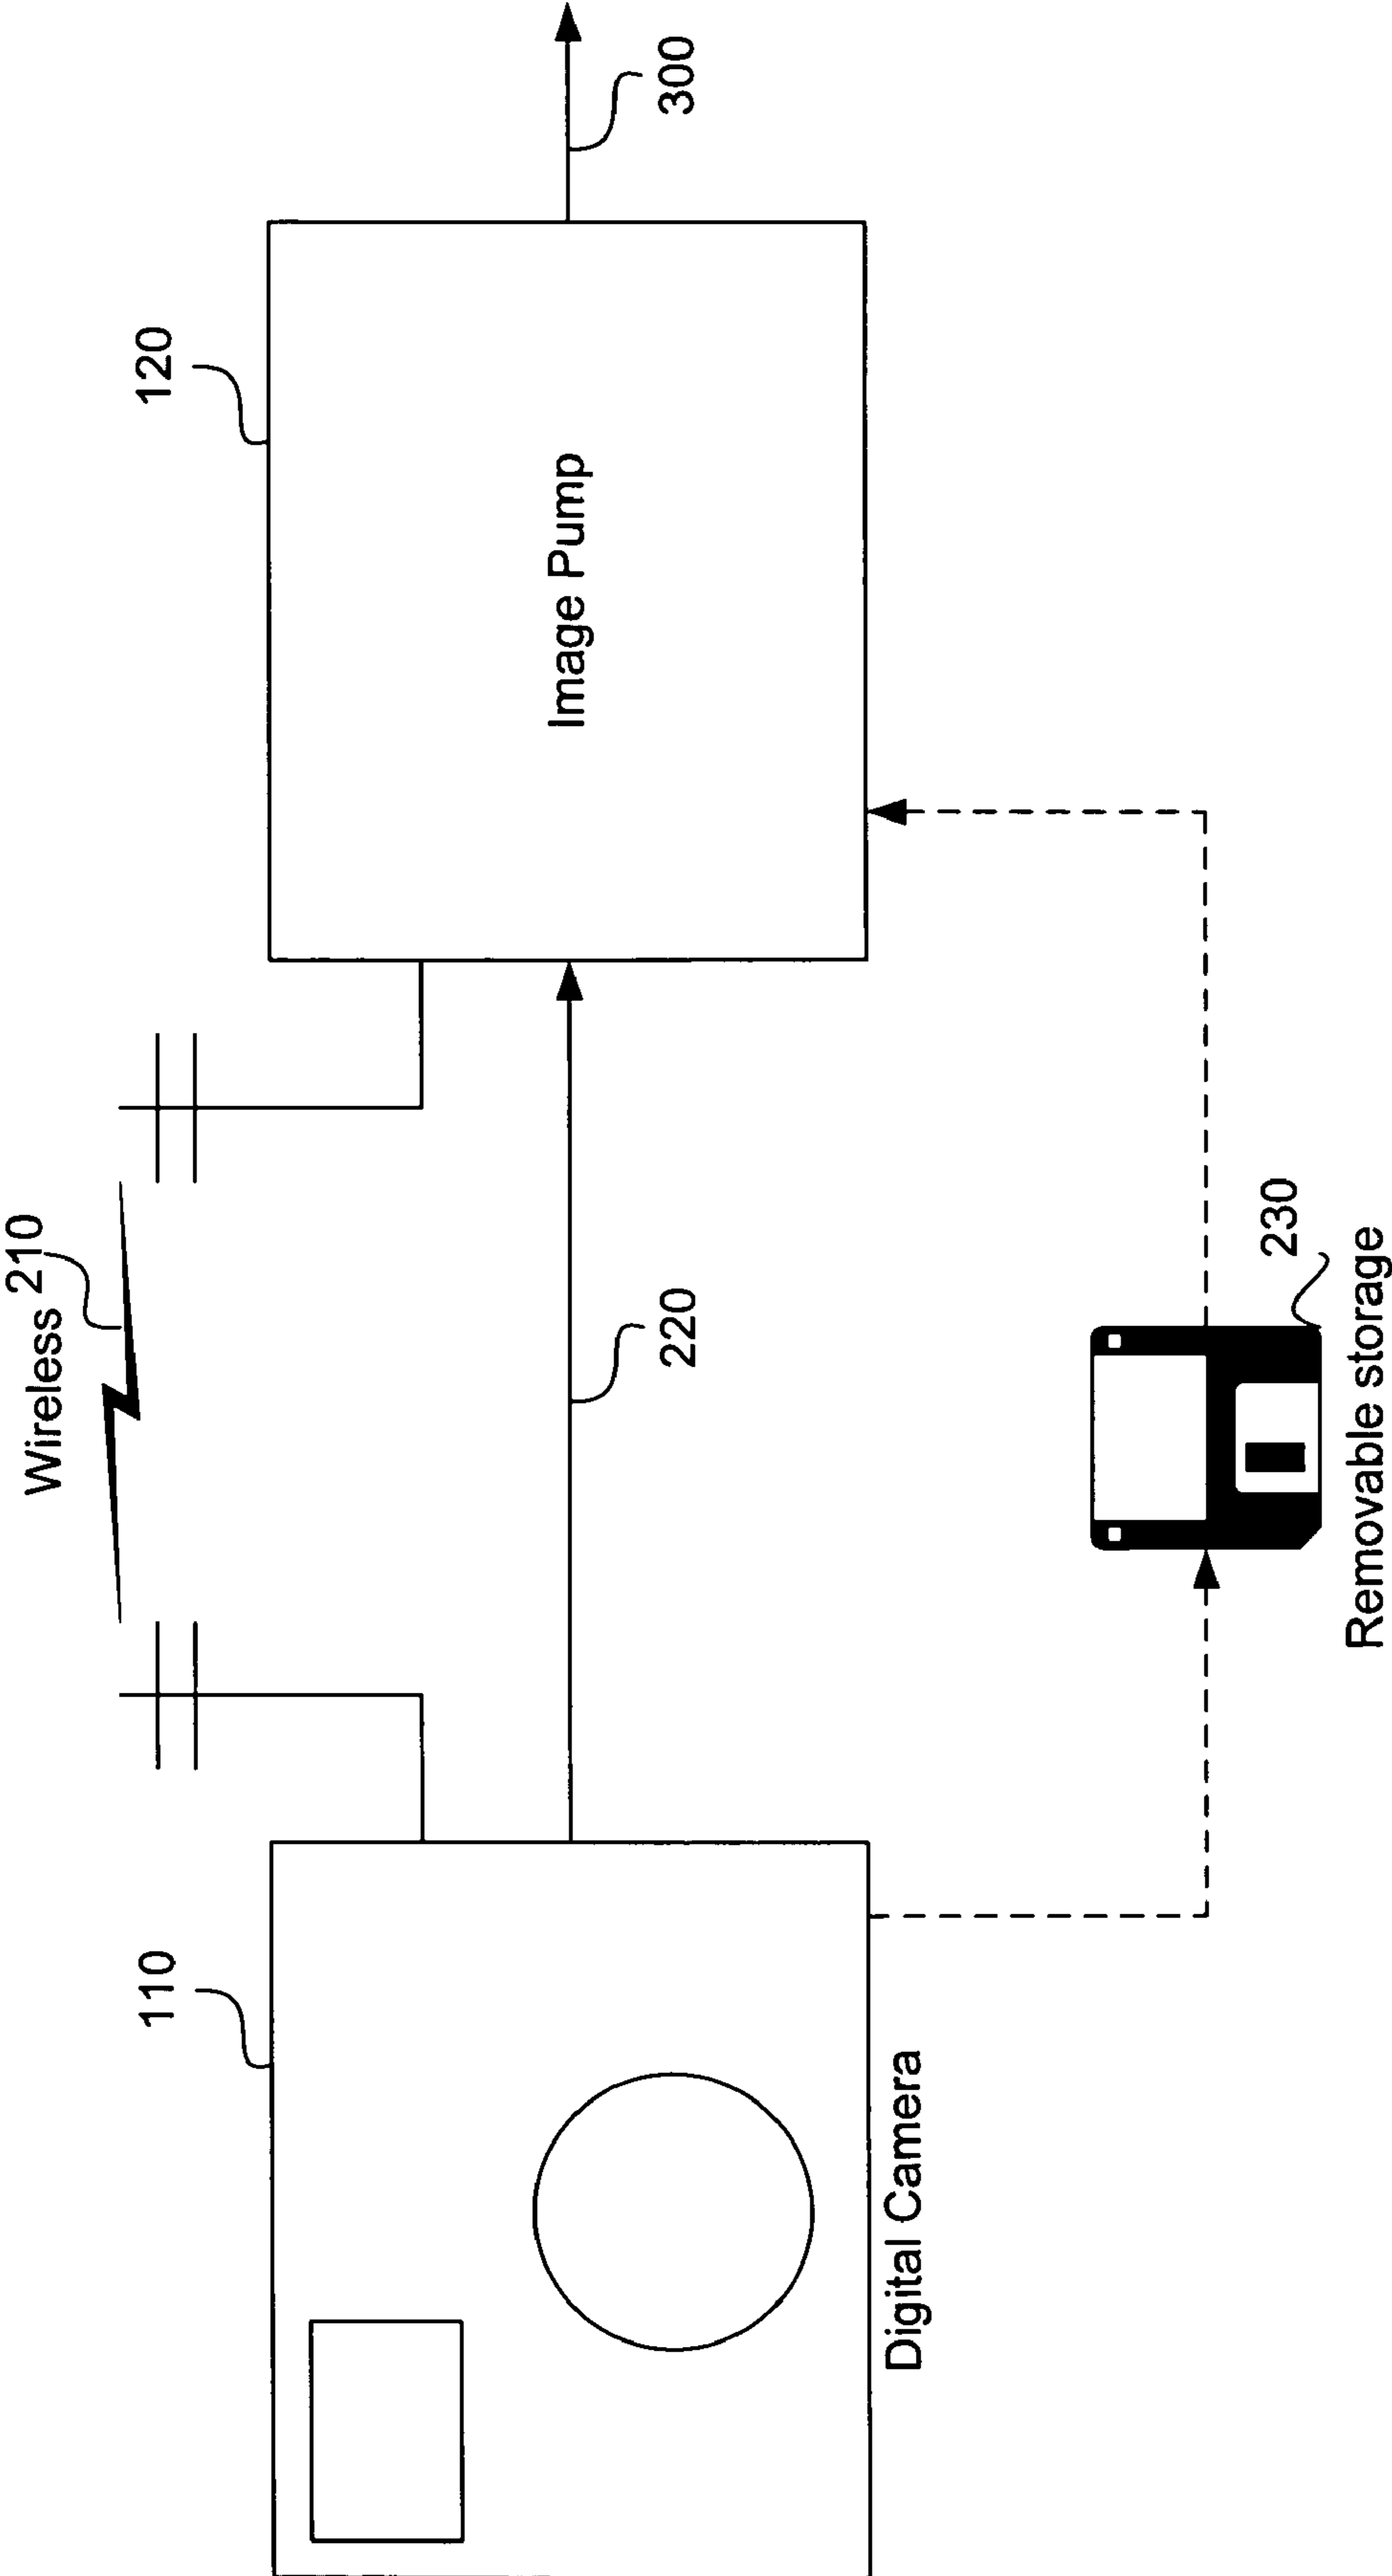 Wireless 210
110
120
Image Pump
300
220
Digital Camera
230
Removable storage